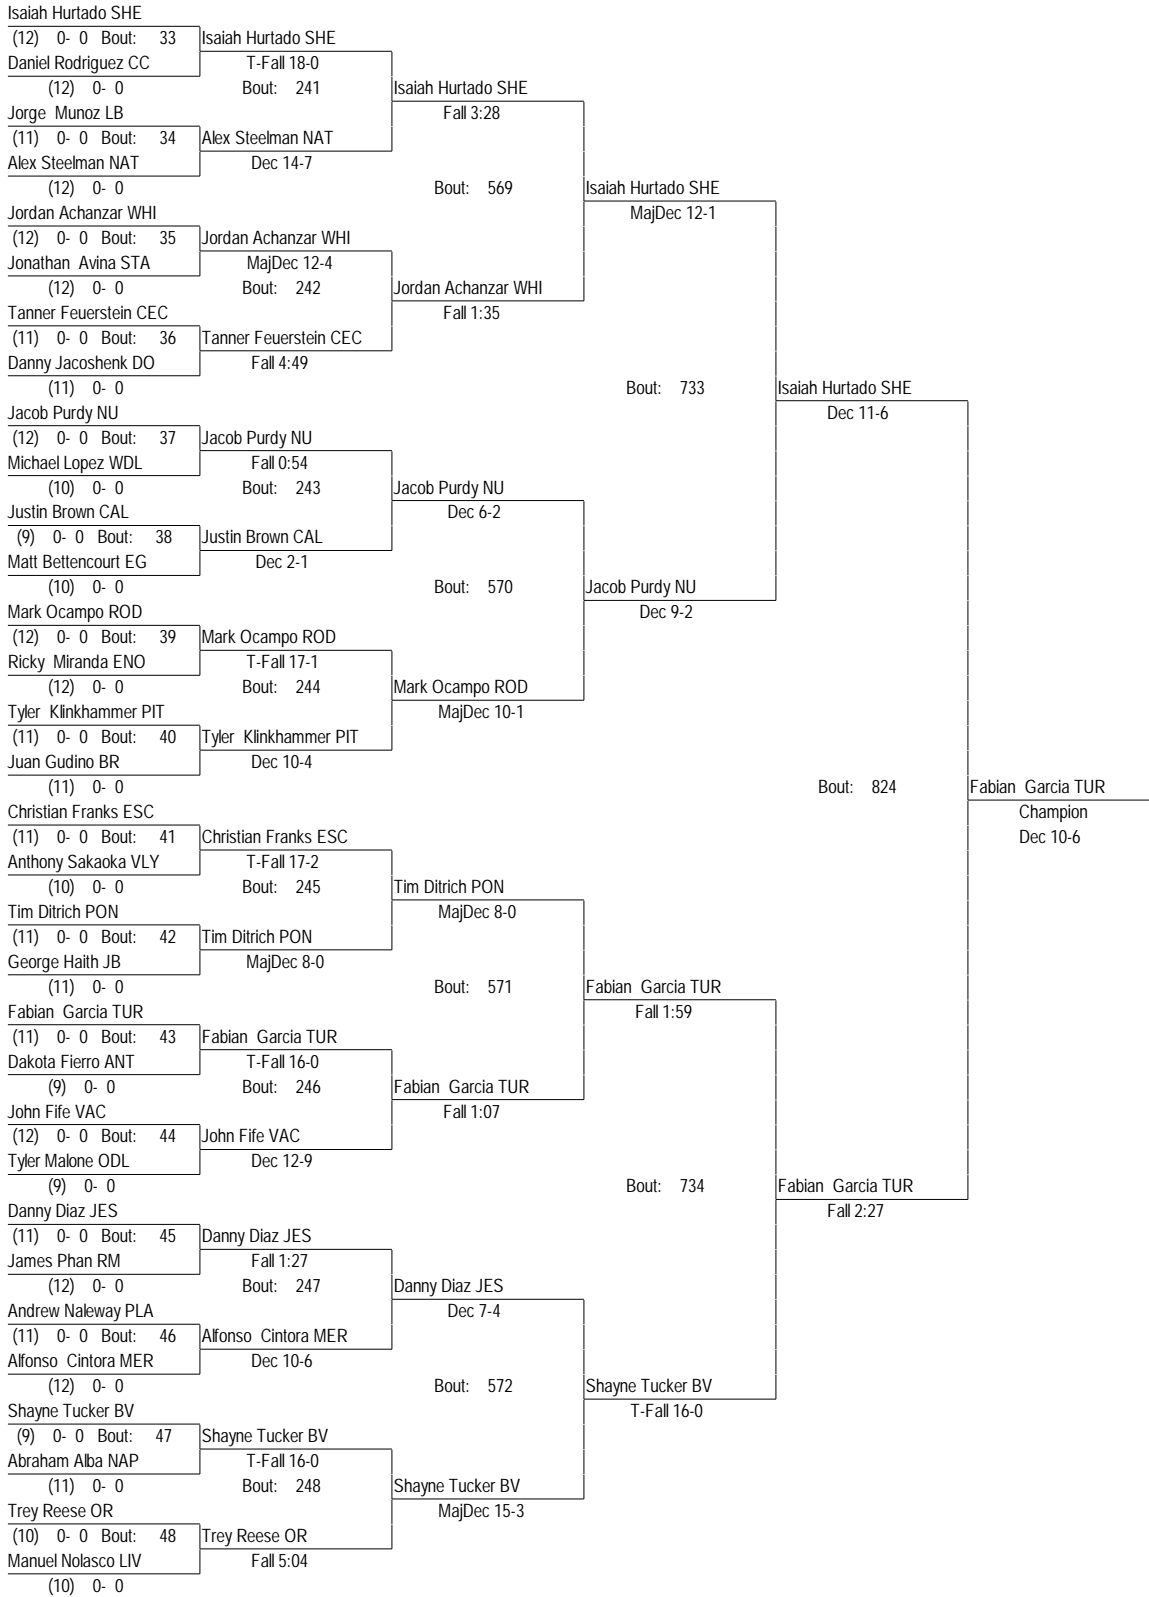 Isaiah Hurtado SHE
(12) 0- 0 Bout: 33 Isaiah Hurtado SHE
Daniel Rodriguez CC T-Fall 18-0
(12) 0- 0 Bout: 241 Isaiah Hurtado SHE
Jorge Munoz LB Fall 3:28
(11) 0- 0 Bout: 34 Alex Steelman NAT
Alex Steelman NAT Dec 14-7
(12) 0- 0 Bout: 569 Isaiah Hurtado SHE
Jordan Achanzar WHI MajDec 12-1
(12) 0- 0 Bout: 35 Jordan Achanzar WHI
Jonathan Avina STA MajDec 12-4
(12) 0- 0 Bout: 242 Jordan Achanzar WHI
Tanner Feuerstein CEC Fall 1:35
(11) 0- 0 Bout: 36 Tanner Feuerstein CEC
Danny Jacoshenk DO Fall 4:49
(11) 0- 0 Bout: 733 Isaiah Hurtado SHE
Jacob Purdy NU Dec 11-6
(12) 0- 0 Bout: 37 Jacob Purdy NU
Michael Lopez WDL Fall 0:54
(10) 0- 0 Bout: 243 Jacob Purdy NU
Justin Brown CAL Dec 6-2
(9) 0- 0 Bout: 38 Justin Brown CAL
Matt Bettencourt EG Dec 2-1
(10) 0- 0 Bout: 570 Jacob Purdy NU
Mark Ocampo ROD Dec 9-2
(12) 0- 0 Bout: 39 Mark Ocampo ROD
Ricky Miranda ENO T-Fall 17-1
(12) 0- 0 Bout: 244 Mark Ocampo ROD
Tyler Klinkhammer PIT MajDec 10-1
(11) 0- 0 Bout: 40 Tyler Klinkhammer PIT
Juan Gudino BR Dec 10-4
(11) 0- 0 Bout: 824 Fabian Garcia TUR
Christian Franks ESC Champion
(11) 0- 0 Bout: 41 Christian Franks ESC Dec 10-6
Anthony Sakaoka VLY T-Fall 17-2
(10) 0- 0 Bout: 245 Tim Ditrich PON
Tim Ditrich PON MajDec 8-0
(11) 0- 0 Bout: 42 Tim Ditrich PON
George Haith JB MajDec 8-0
(11) 0- 0 Bout: 571 Fabian Garcia TUR
Fabian Garcia TUR Fall 1:59
(11) 0- 0 Bout: 43 Fabian Garcia TUR
Dakota Fierro ANT T-Fall 16-0
(9) 0- 0 Bout: 246 Fabian Garcia TUR
John Fife VAC Fall 1:07
(12) 0- 0 Bout: 44 John Fife VAC
Tyler Malone ODL Dec 12-9
(9) 0- 0 Bout: 734 Fabian Garcia TUR
Danny Diaz JES Fall 2:27
(11) 0- 0 Bout: 45 Danny Diaz JES
James Phan RM Fall 1:27
(12) 0- 0 Bout: 247 Danny Diaz JES
Andrew Naleway PLA Dec 7-4
(11) 0- 0 Bout: 46 Alfonso Cintora MER
Alfonso Cintora MER Dec 10-6
(12) 0- 0 Bout: 572 Shayne Tucker BV
Shayne Tucker BV T-Fall 16-0
(9) 0- 0 Bout: 47 Shayne Tucker BV
Abraham Alba NAP T-Fall 16-0
(11) 0- 0 Bout: 248 Shayne Tucker BV
Trey Reese OR MajDec 15-3
(10) 0- 0 Bout: 48 Trey Reese OR
Manuel Nolasco LIV Fall 5:04
(10) 0- 0